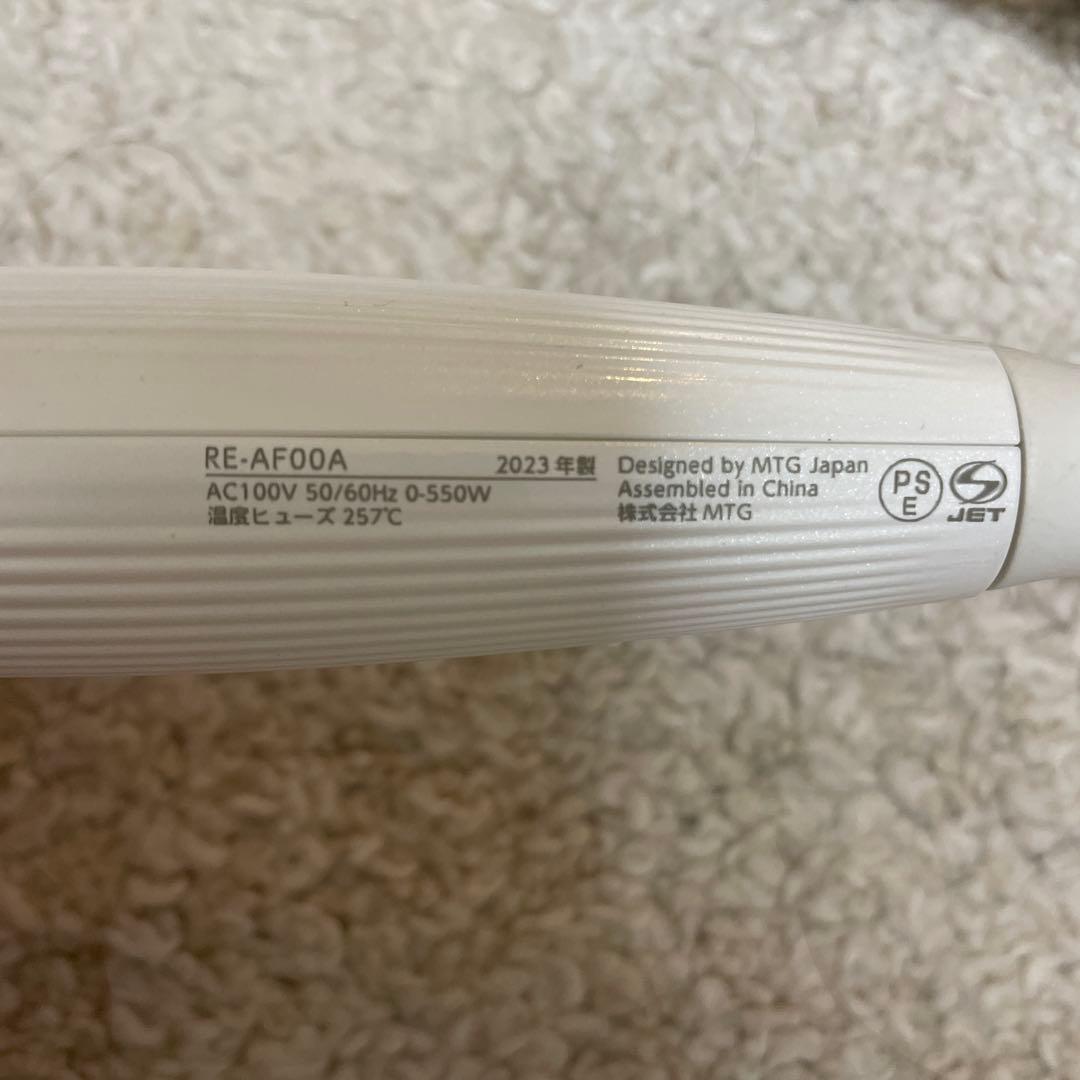 RE-AF00A 2023年製
AC100V 50/60Hz 0-550W
温度ヒューズ 257℃
Designed by MTG Japan
Assembled in China
株式会社 MTG
PS
E
JET